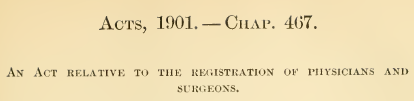 Acts, 1901. — Chap. 467.
An Act relative to the registration of physicians and
surgeons.